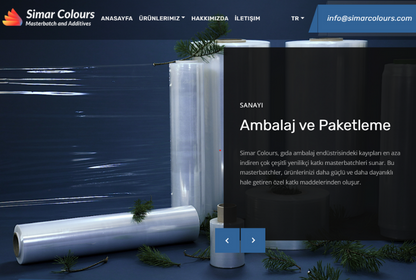 Simar Colours
Masterbatch and Additives
ANASAYFA ÜRÜNLERIMIZ HAKKIMIZDA İLETİŞİM
TR
info@simarcolours.com
SANAYI
Ambalaj ve Paketleme
Simar Colours, gıda ambalaj endüstrisindeki kayıpları en aza
indiren çok çeşitli yenilikçi katkı masterbatchleri sunar. Bu
masterbatchler, ürünlerinizi daha güçlü ve daha dayanıklı
hale getiren özel katkı maddelerinden oluşur.